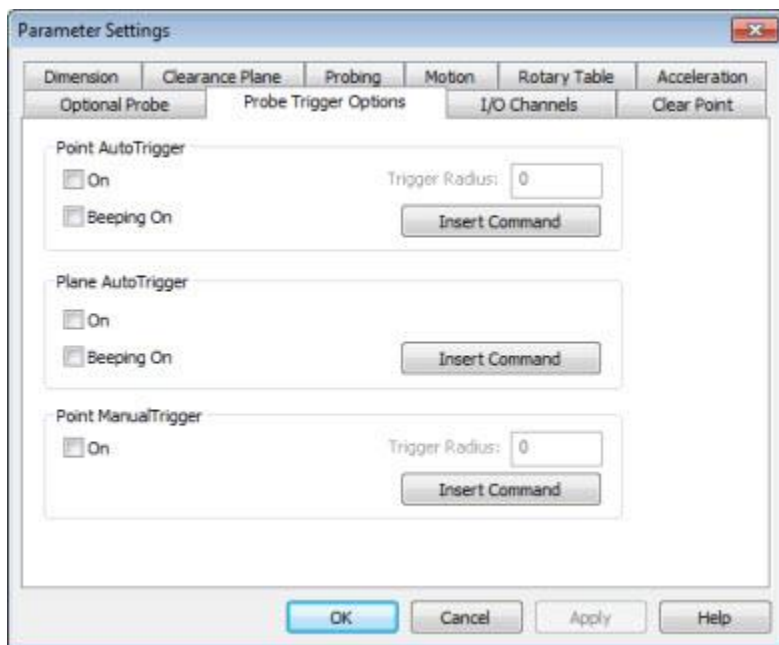 Parameter Settings
Dimension Clearance Plane Probing Motion Rotary Table Acceleration
Optional Probe Probe Trigger Options I/O Channels Clear Point
Point AutoTrigger
On Trigger Radius: 0
Beeping On Insert Command
Plane AutoTrigger
On
Beeping On Insert Command
Point ManualTrigger
On Trigger Radius: 0
Insert Command
OK Cancel Apply Help